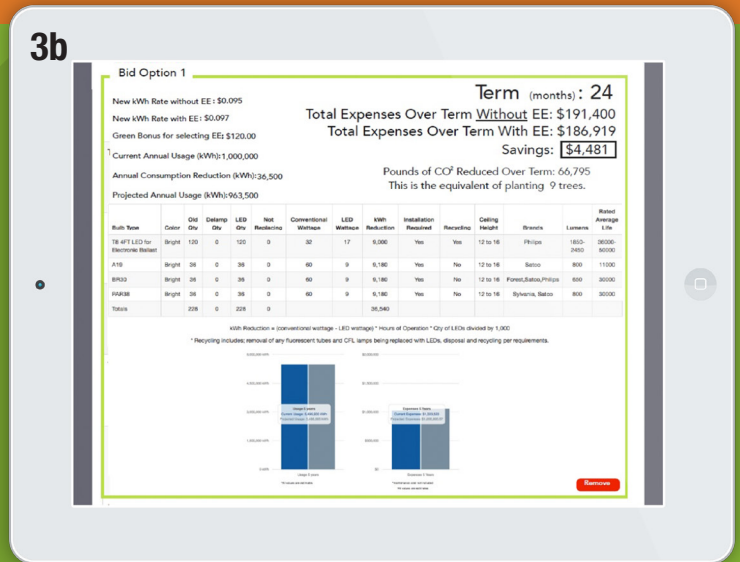 3b
Bid Option 1
Term (months): 24
New kWh Rate without EE: $0.095
Total Expenses Over Term Without EE: $191,400
New kWh Rate with EE: $0.097
Total Expenses Over Term With EE: $186,919
Green Bonus for selecting EE: $120.00
Savings: $4,481
Current Annual Usage (kWh): 1,000,000
Pounds of CO² Reduced Over Term: 66,795
Annual Consumption Reduction (kWh): 36,500
This is the equivalent of planting 9 trees.
Projected Annual Usage (kWh): 963,500
Bulb Type Color Old Qty Delamp Qty LED Qty Not Replacing Conventional Wattage LED Wattage kWh Reduction Installation Required Recycling Ceiling Height Brands Lumens Rated Average Life
T8 4FT LED for Electronic Ballast Bright 120 0 120 0 32 17 Yes Yes 12 to 16 Philips
A19 Bright 36 0 36 0 60 9 9,180 Yes No 12 to 16 Satco 800 11000
BR30 Bright 36 0 36 0 60 9 9,180 Yes No 12 to 16 Forest,Satco,Philips 650 30000
PAR38 Bright 36 0 36 0 60 9 9,180 Yes No 12 to 16 Sylvania, Satco 800 30000
Totals 228 0 228 0
kWh Reduction = (conventional wattage - LED wattage) * Hours of Operation * Qty of LEDs divided by 1,000
* Recycling includes; removal of any fluorescent tubes and CFL lamps being replaced with LEDs, disposal and recycling per requirements.
Remove